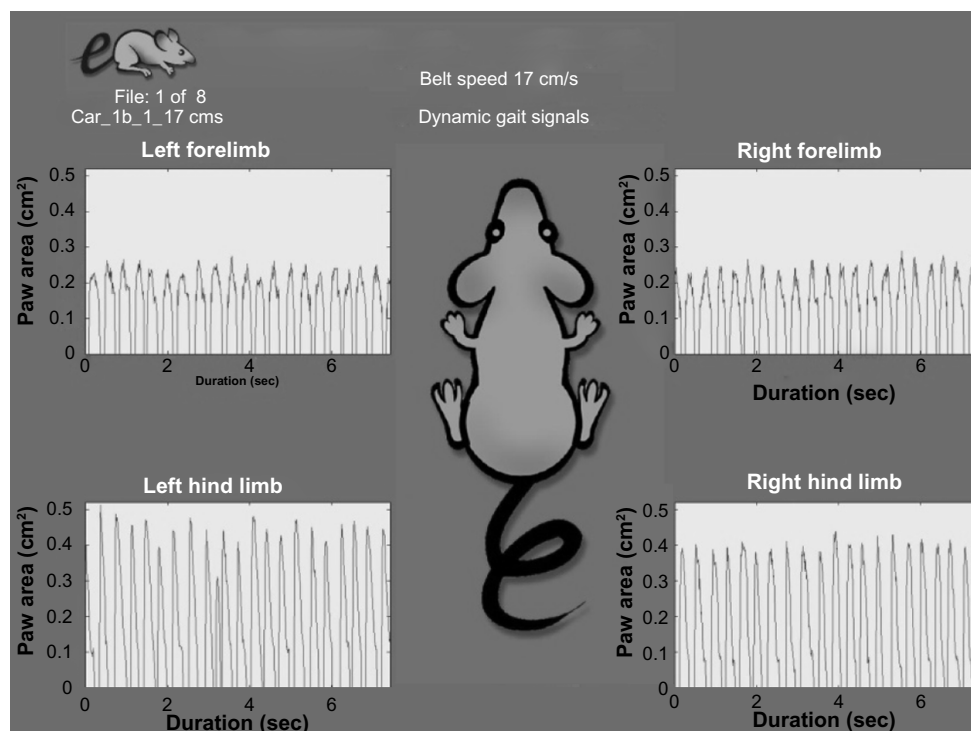 File: 1 of 8
Car_1b_1_17 cms
Belt speed 17 cm/s
Dynamic gait signals
Left forelimb
Paw area (cm²)
0.5
0.4
0.3
0.2
0.1
0
0 2 4 6
Duration (sec)
Right forelimb
Paw area (cm²)
0.5
0.4
0.3
0.2
0.1
0
0 2 4 6
Duration (sec)
Left hind limb
Paw area (cm²)
0.5
0.4
0.3
0.2
0.1
0
0 2 4 6
Duration (sec)
Right hind limb
Paw area (cm²)
0.5
0.4
0.3
0.2
0.1
0
0 2 4 6
Duration (sec)